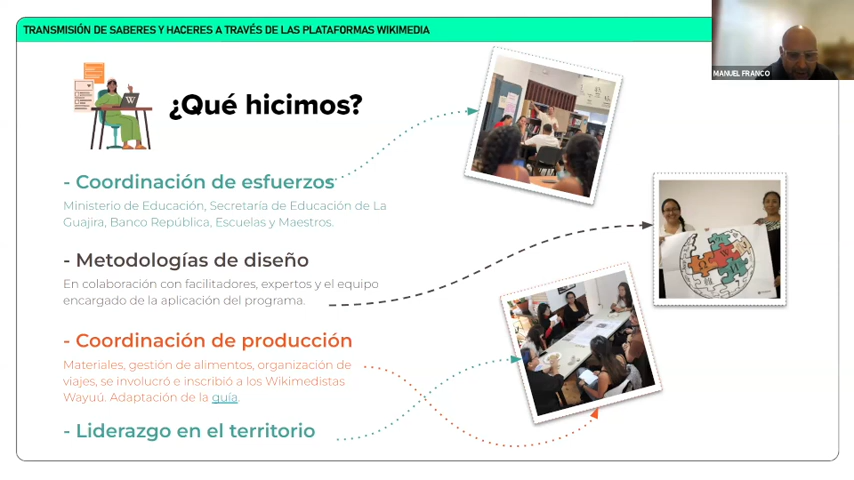 TRANSMISIÓN DE SABERES Y HACERES A TRAVÉS DE LAS PLATAFORMAS WIKIMEDIA
MANUEL FRANCO
¿Qué hicimos?
- Coordinación de esfuerzos
Ministerio de Educación, Secretaría de Educación de La
Guajira, Banco República, Escuelas y Maestros.
- Metodologías de diseño
En colaboración con facilitadores, expertos y el equipo
encargado de la aplicación del programa.
- Coordinación de producción
Materiales, gestión de alimentos, organización de
viajes, se involucró e inscribió a los Wikimedistas
Wayuú. Adaptación de la guía.
- Liderazgo en el territorio